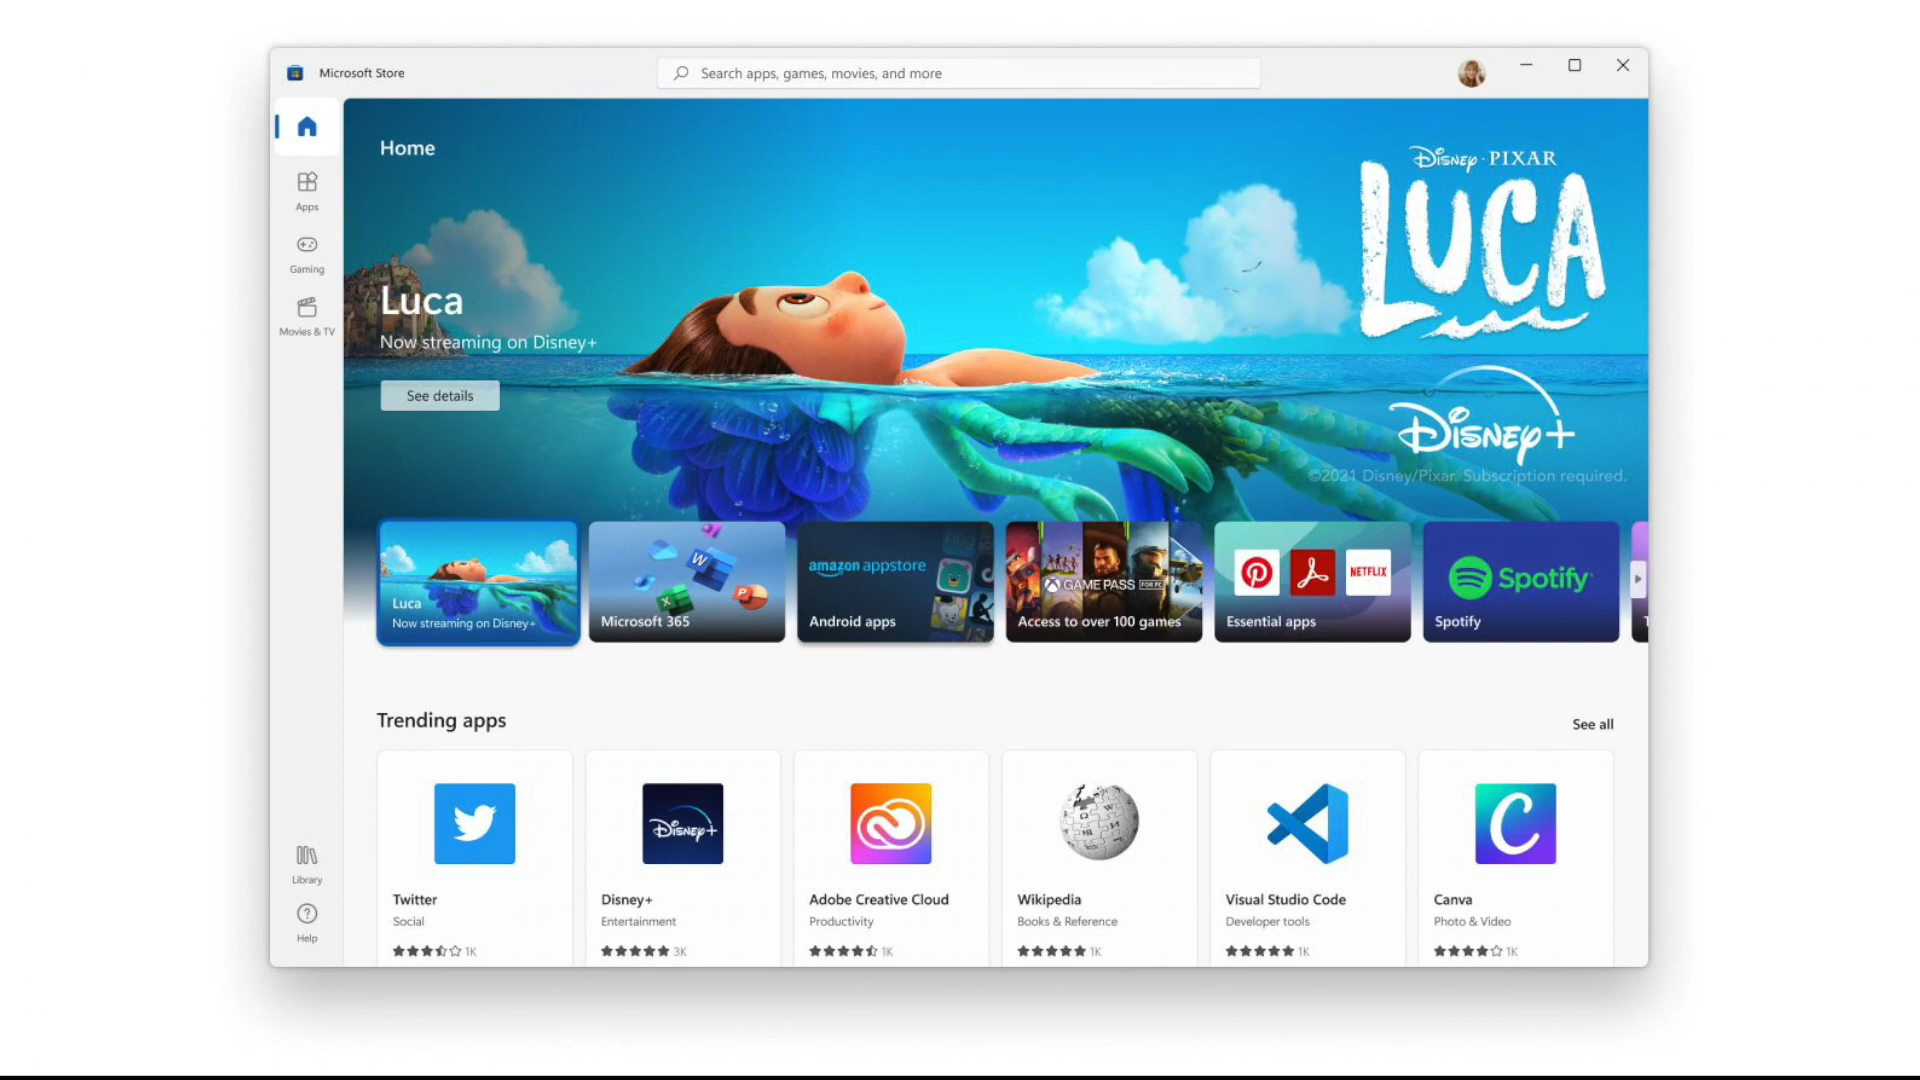 Microsoft Store
Search apps, games, movies, and more
Home
Apps
Gaming
Movies & TV
Library
Help
Luca
Now streaming on Disney+
See details
Disney · PIXAR
LUCA
Disney+
©2021 Disney/Pixar. Subscription required.
Luca
Now streaming on Disney+
W
X
P
Microsoft 365
amazon appstore
Android apps
GAME PASS FOR PC
Access to over 100 games
NETFLIX
Essential apps
Spotify
Spotify
Trending apps
See all
Twitter
Social
1K
Disney+
Disney+
Entertainment
3K
Adobe Creative Cloud
Productivity
1K
Wikipedia
Books & Reference
1K
Visual Studio Code
Developer tools
1K
C
Canva
Photo & Video
1K